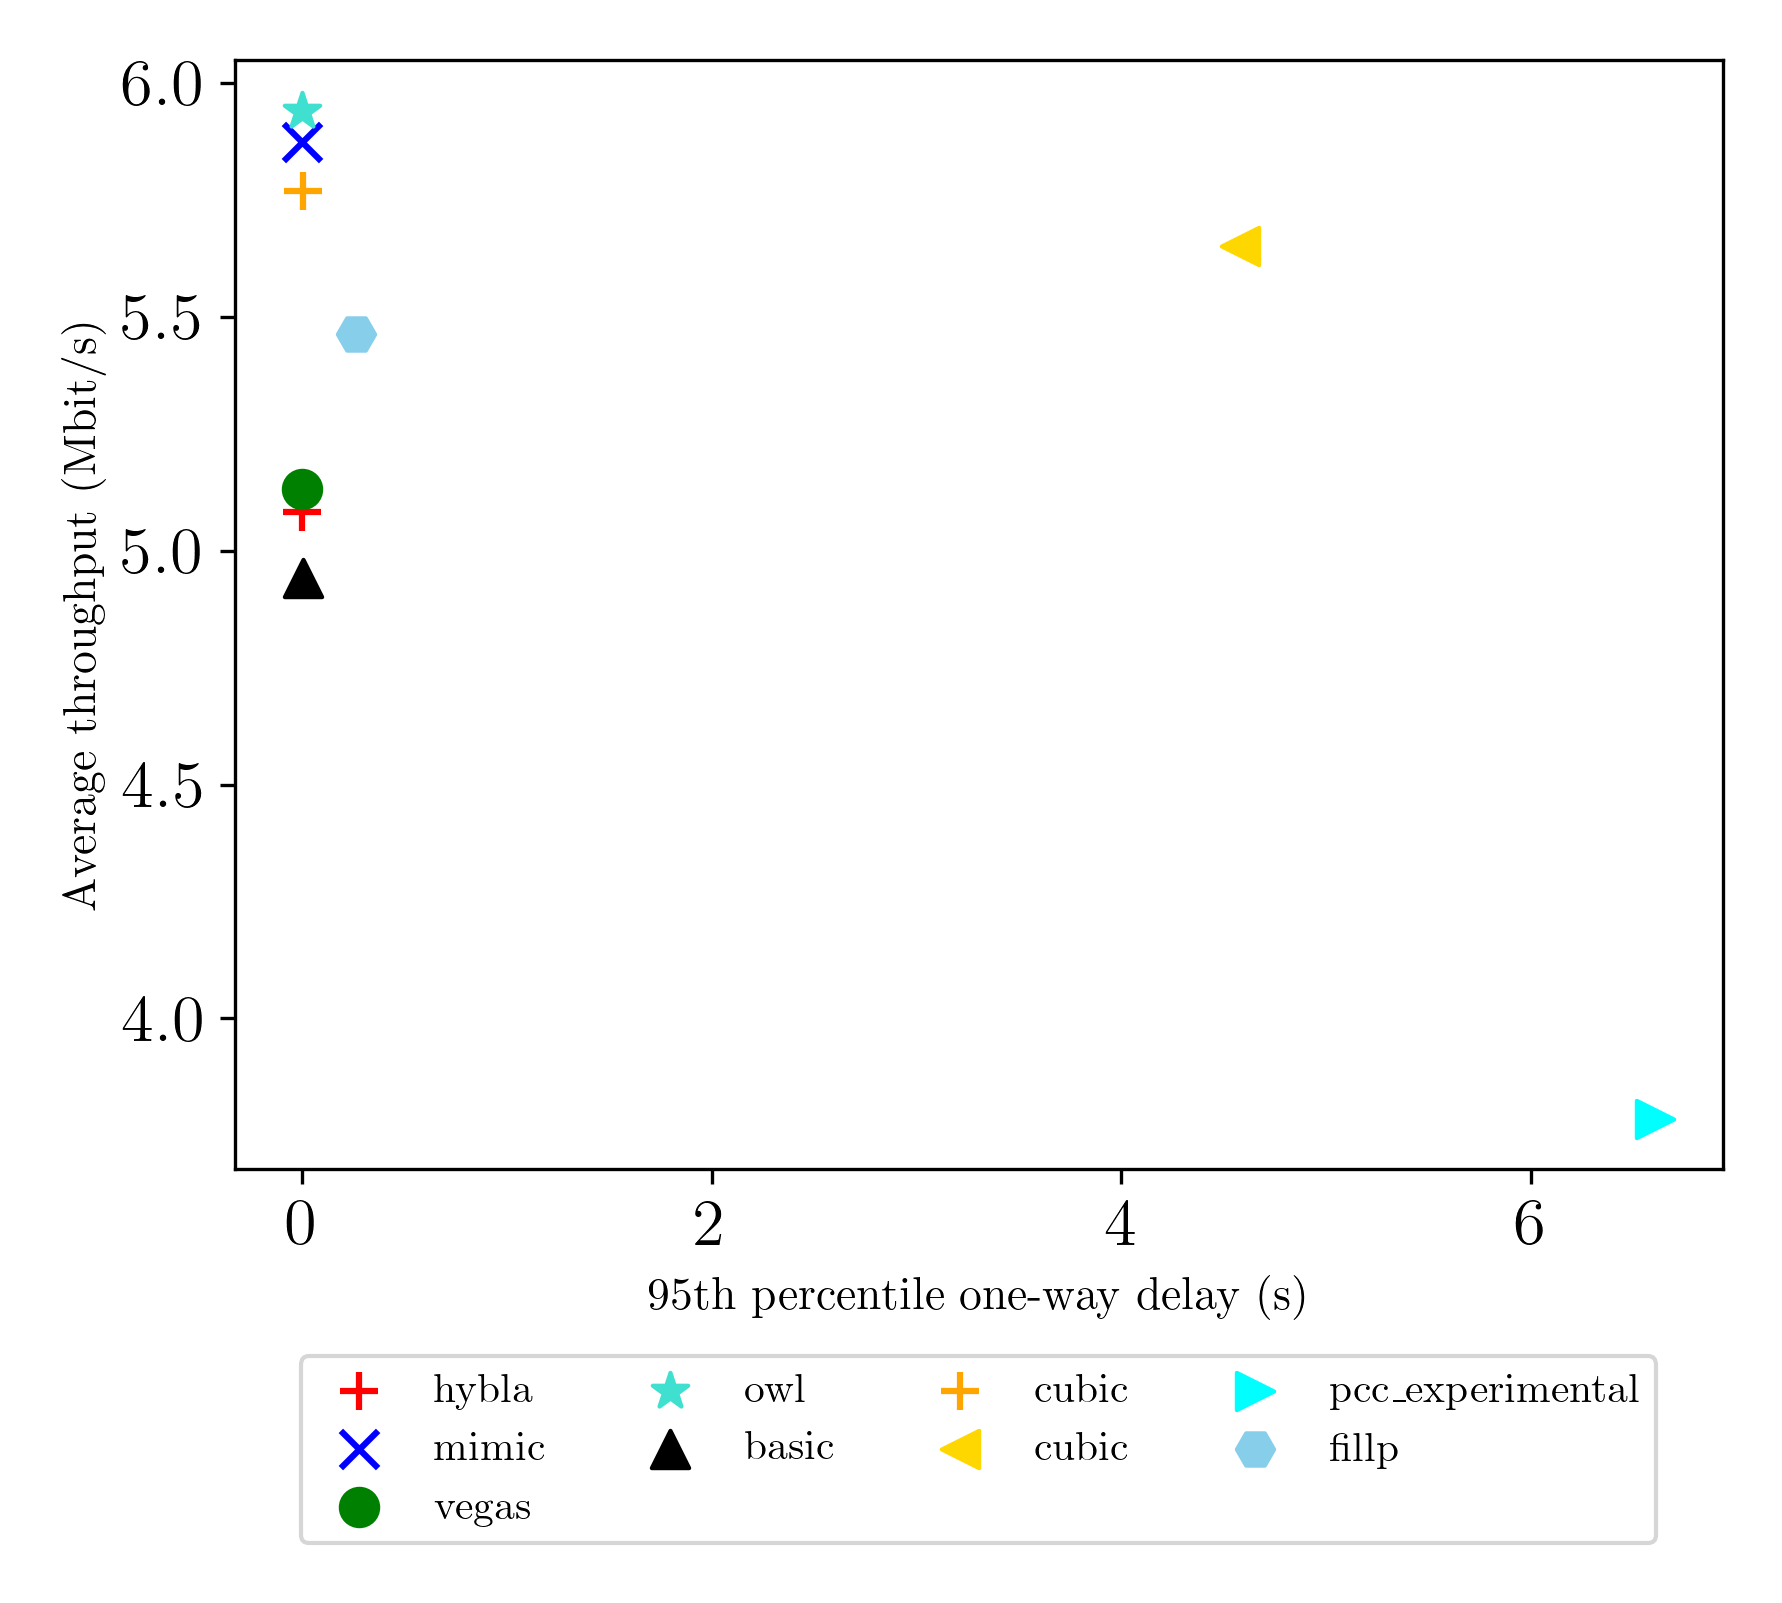 6.0
5.5
5.0
4.5
4.0
Average throughput (Mbit/s)
0 2 4 6
95th percentile one-way delay (s)
hybla owl cubic pcc_experimental
mimic basic cubic fillp
vegas